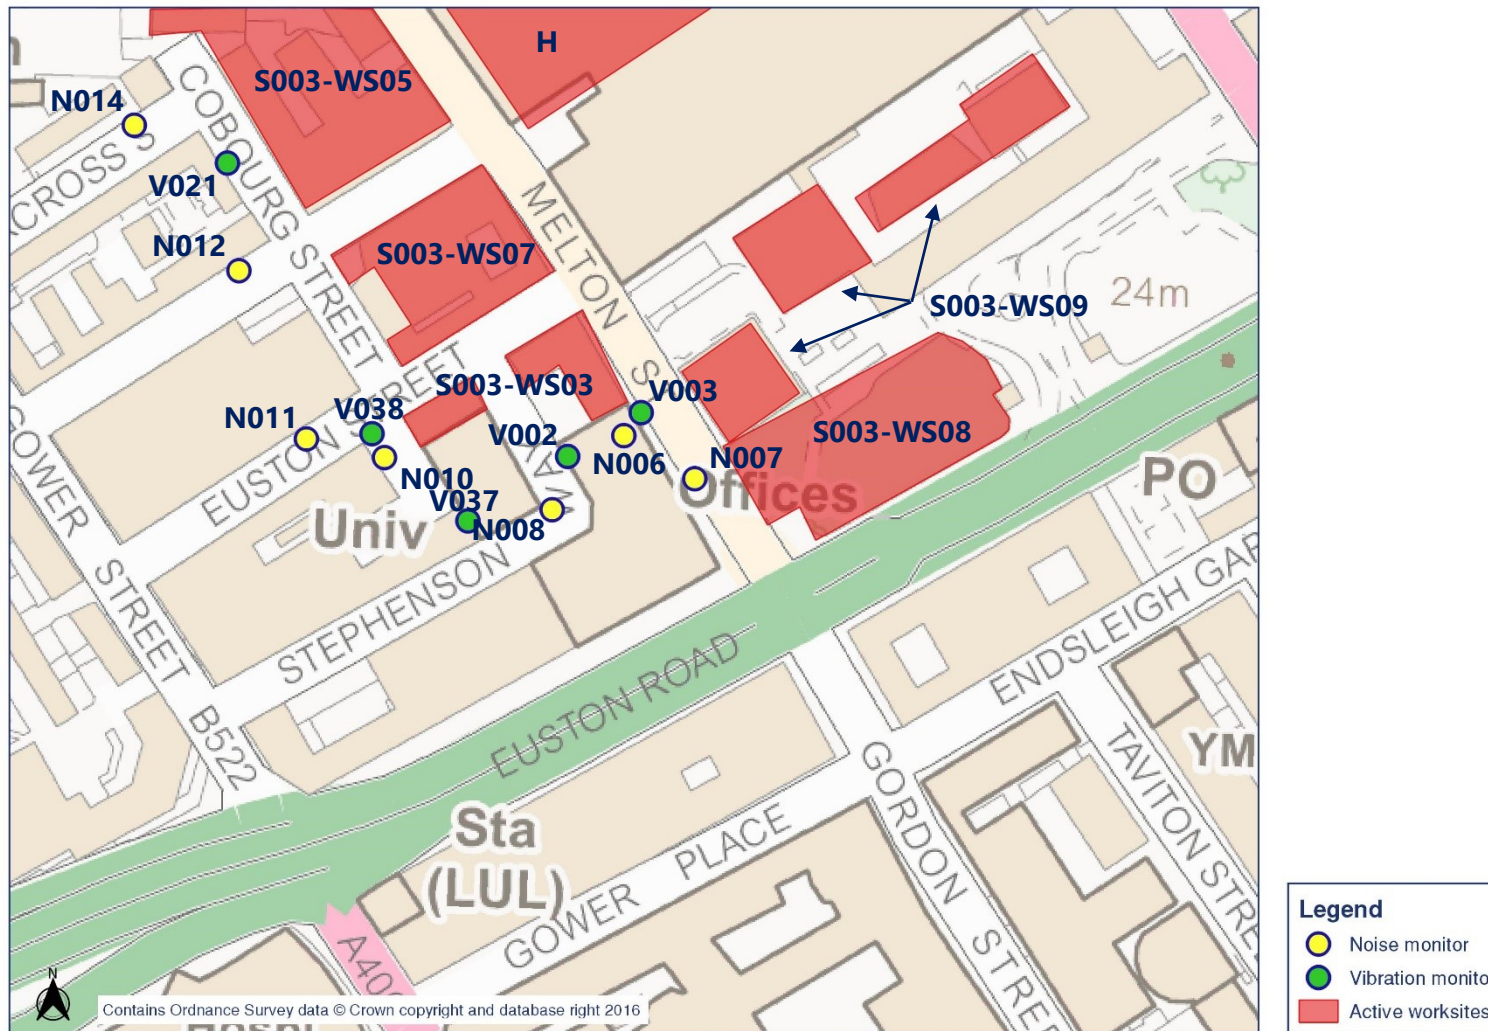 H
S003-WS05
N014
COBOURG STREET
V021
N012
MELTON ST
S003-WS07
S003-WS09
24m
S003-WS03
V003
N011
V038
EUSTON STREET
V002
N006
N007
S003-WS08
Offices
N010
V037
N008
WAY
Univ
PO
GOWER STREET
STEPHENSON
B522
EUSTON ROAD
ENDSLEIGH GAR
YM
TAVITON STRE
GORDON STREE
Sta
(LUL)
GOWER PLACE
A400
N
Contains Ordnance Survey data © Crown copyright and database right 2016
Legend
Noise monitor
Vibration monito
Active worksites